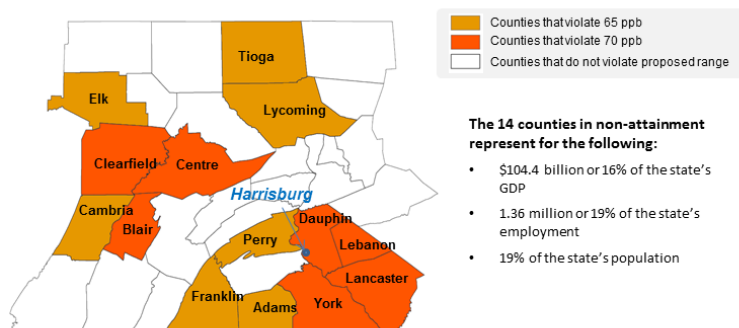 Counties that violate 65 ppb
Counties that violate 70 ppb
Counties that do not violate proposed range
Tioga
Elk
Lycoming
Clearfield
Centre
Harrisburg
Cambria
Blair
Dauphin
Perry
Lebanon
Lancaster
Franklin
Adams
York
The 14 counties in non-attainment
represent for the following:
• $104.4 billion or 16% of the state's
GDP
• 1.36 million or 19% of the state's
employment
• 19% of the state's population